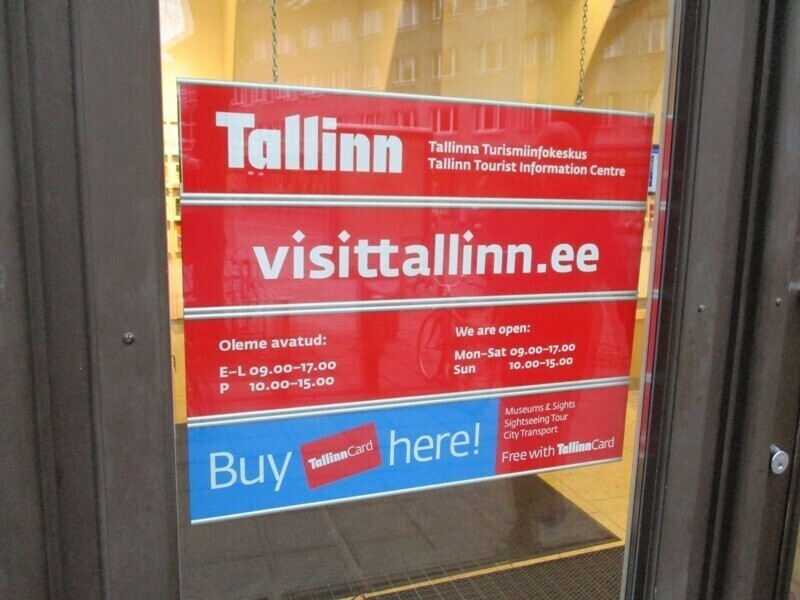 Tallinn
Tallinna Turismiinfokeskus
Tallinn Tourist Information Centre
visittallinn.ee
Oleme avatud:
E–L 09.00–17.00
P 10.00–15.00
We are open:
Mon–Sat 09.00–17.00
Sun 10.00–15.00
Buy TallinnCard here!
Museums & Sights
Sightseeing Tour
City Transport
Free with TallinnCard